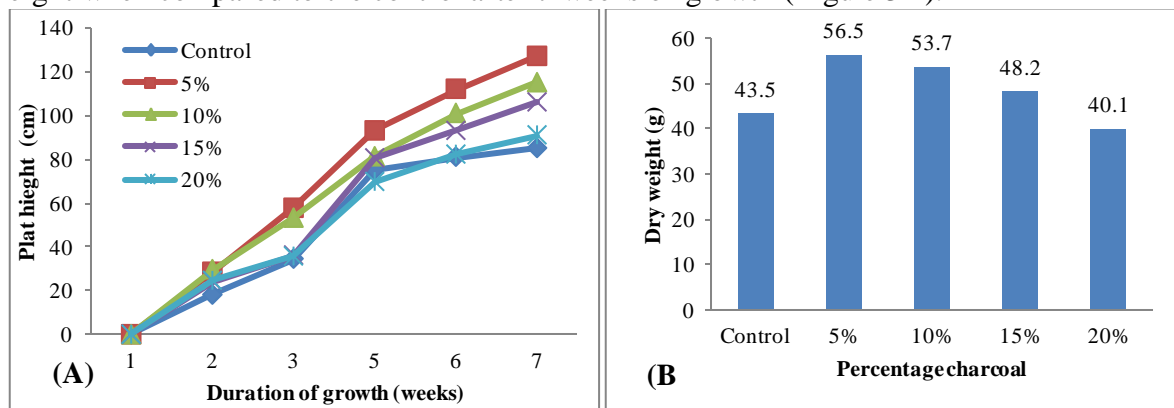 140
120
100
80
60
40
20
0
Plat hieght (cm)
Control
5%
10%
15%
20%
1 2 3 5 6 7
(A)
Duration of growth (weeks)
60
50
40
30
20
10
0
Dry weight (g)
43.5 56.5 53.7 48.2 40.1
Control 5% 10% 15% 20%
(B
Percentage charcoal